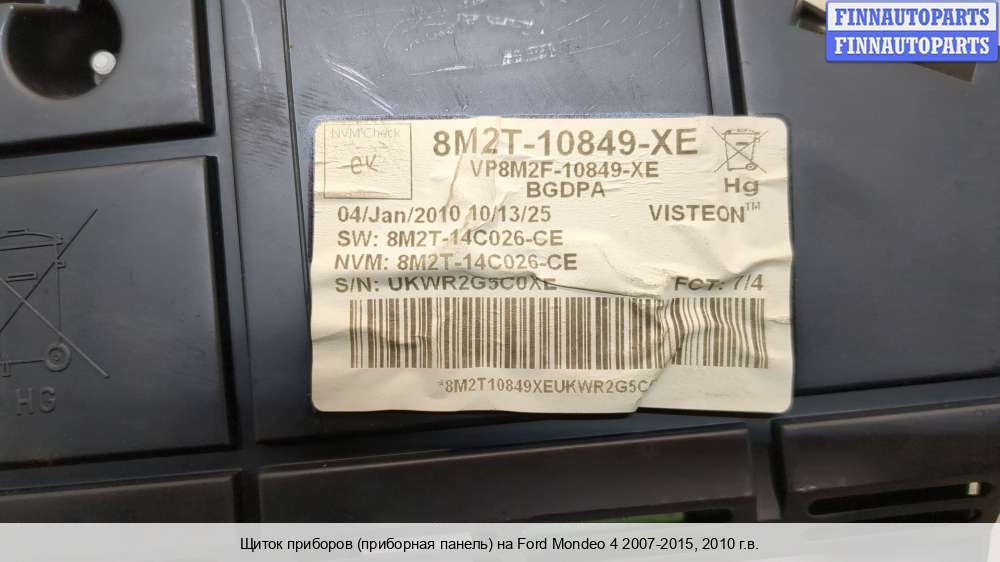 FINNAUTOPARTS
FINNAUTOPARTS
NVM Check
8M2T-10849-XE
VP8M2F-10849-XE
BGDPA
Hg
04/Jan/2010 10/13/25
VISTEON™
SW: 8M2T-14C026-CE
NVM: 8M2T-14C026-CE
S/N: UKWR2G5C0XE
FCT: 7/4
*8M2T10849XEUKWR2G5C
HG
Щиток приборов (приборная панель) на Ford Mondeo 4 2007-2015, 2010 г.в.